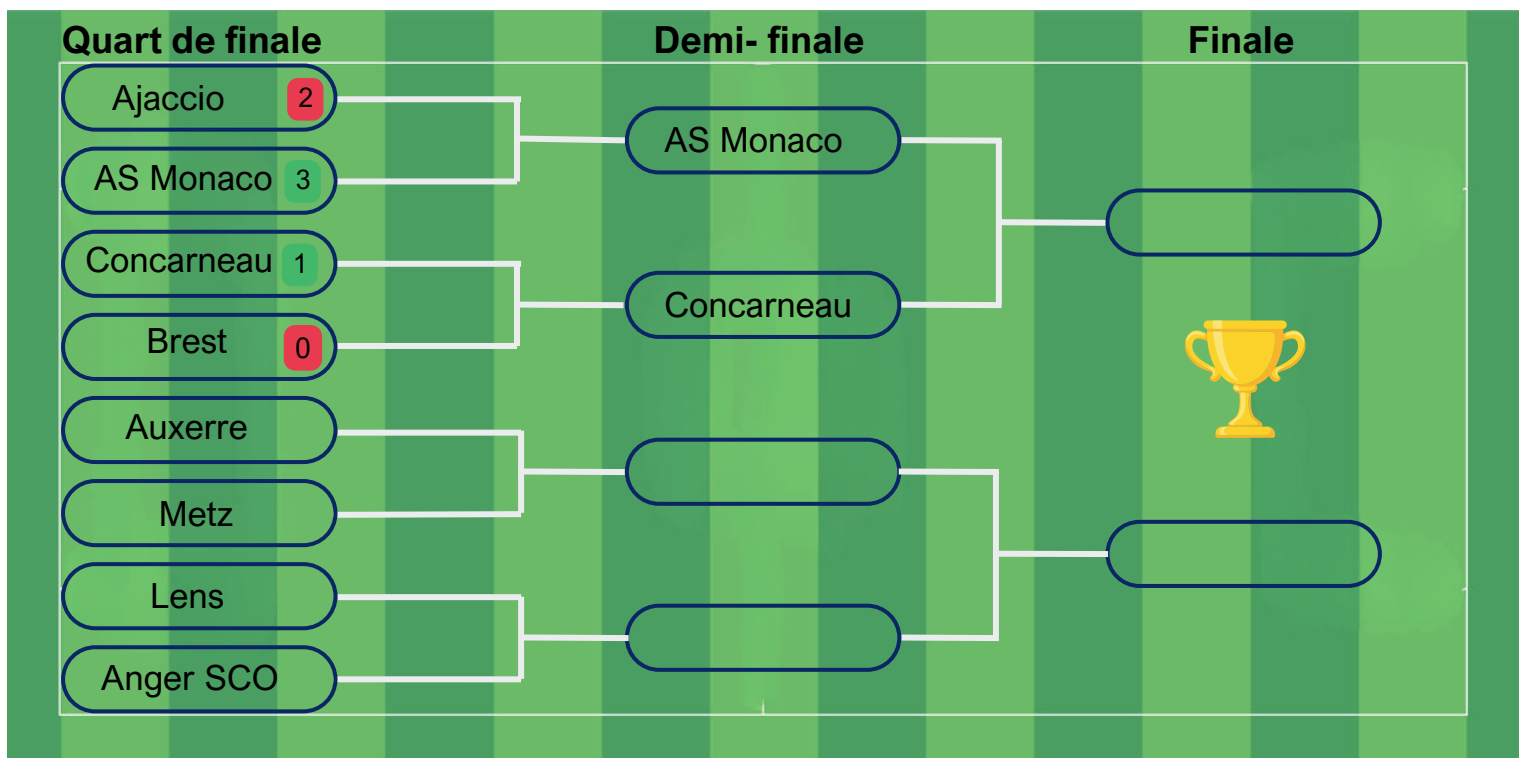 Quart de finale Demi- finale Finale
Ajaccio 2
AS Monaco
AS Monaco 3
Concarneau 1
Concarneau
Brest 0
Auxerre
Metz
Lens
Anger SCO